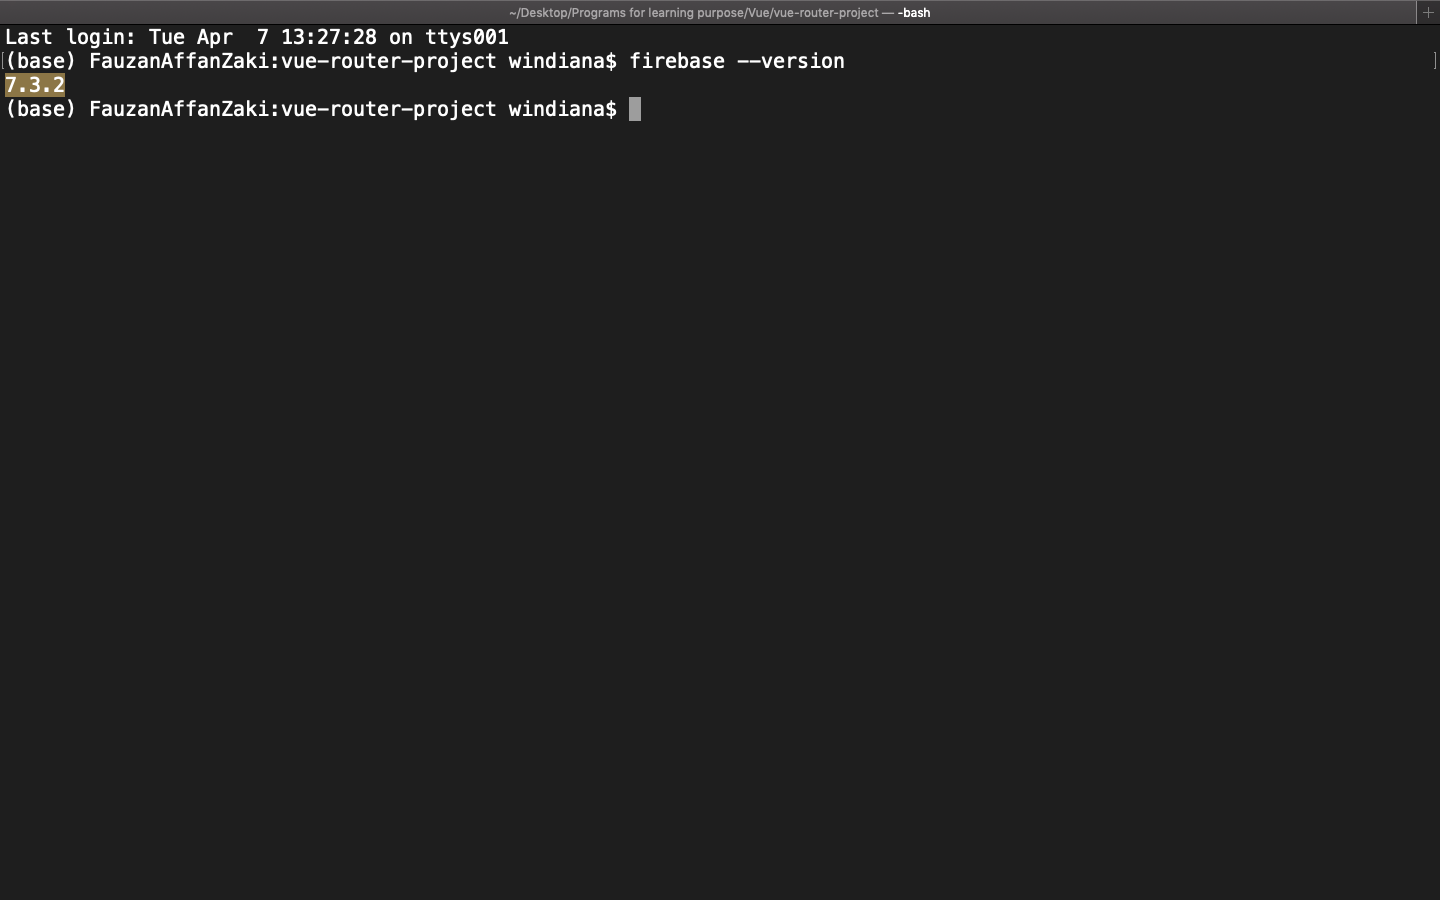 ~/Desktop/Programs for learning purpose/Vue/vue-router-project — -bash
Last login: Tue Apr  7 13:27:28 on ttys001
(base) FauzanAffanZaki:vue-router-project windiana$ firebase --version
7.3.2
(base) FauzanAffanZaki:vue-router-project windiana$